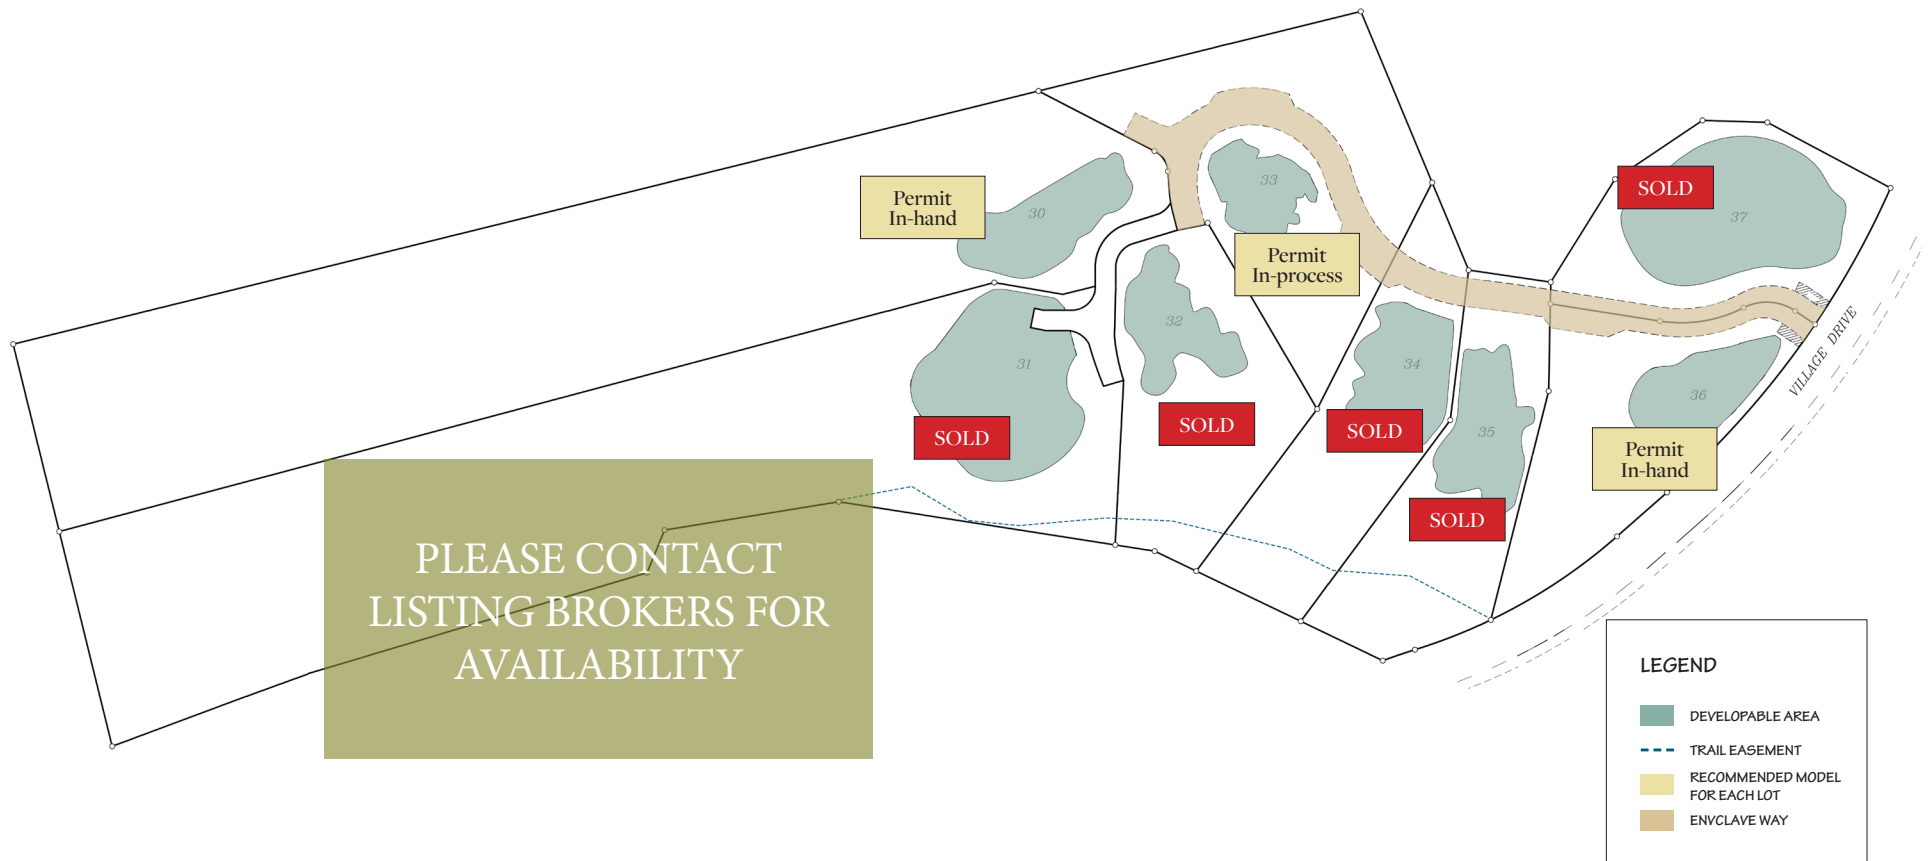 SOLD
37
Permit
In-hand
30
33
Permit
In-process
32
31
34
35
36
VILLAGE DRIVE
SOLD
SOLD
SOLD
SOLD
Permit
In-hand
PLEASE CONTACT
LISTING BROKERS FOR
AVAILABILITY
LEGEND
DEVELOPABLE AREA
TRAIL EASEMENT
RECOMMENDED MODEL
FOR EACH LOT
ENVCLAVE WAY